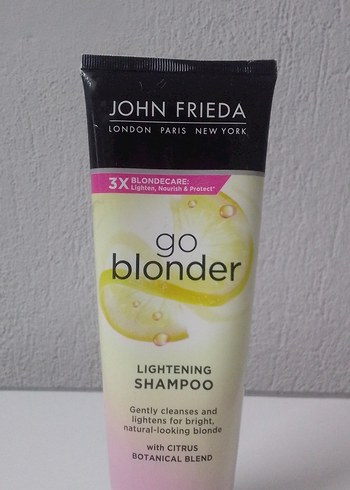 JOHN FRIEDA
LONDON PARIS NEW YORK
3X BLONDECARE:
Lighten, Nourish & Protect*
go
blonder
LIGHTENING
SHAMPOO
Gently cleanses and
lightens for bright,
natural-looking blonde
with CITRUS
BOTANICAL BLEND